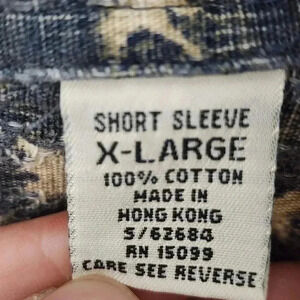 SHORT SLEEVE
X-LARGE
100% COTTON
MADE IN
HONG KONG
5/62684
RN 15099
CARE SEE REVERSE